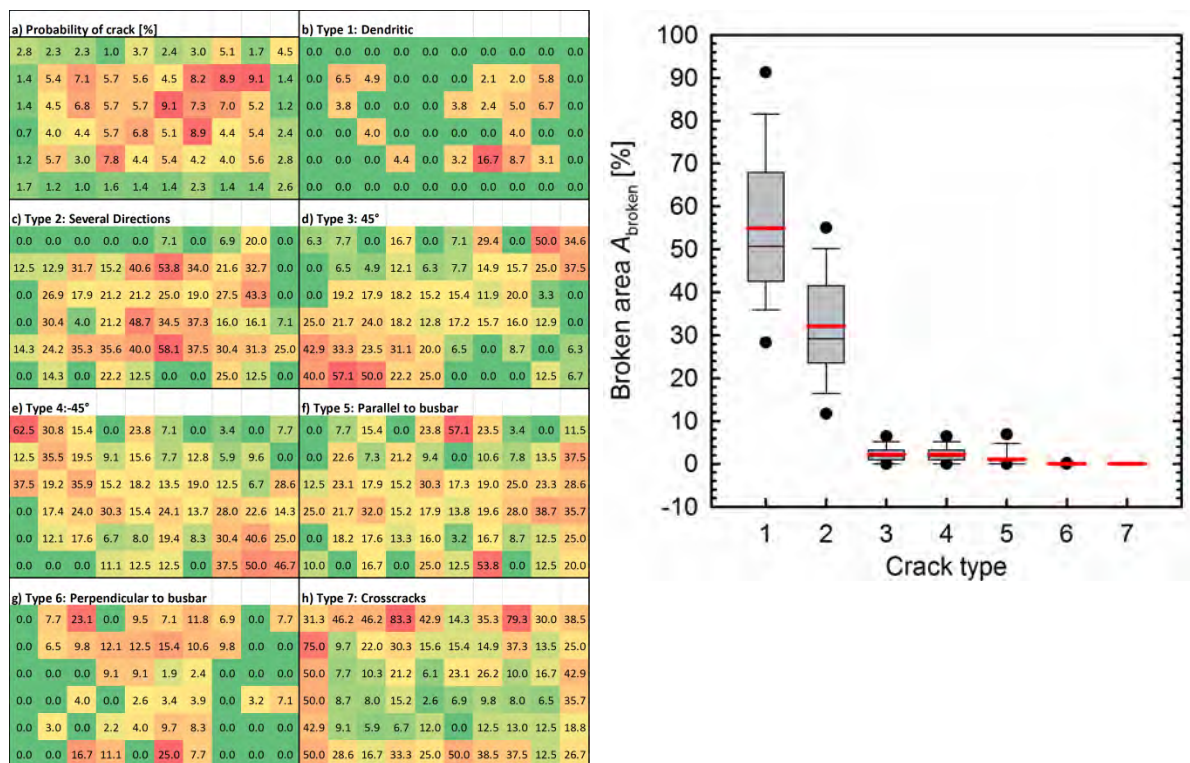 a) Probability of crack [%]
2.8 2.3 2.3 1.0 3.7 2.4 3.0 5.1 1.7 4.5
1.4 5.4 7.1 5.7 5.6 4.5 8.2 8.9 9.1 1.4
1.4 4.5 6.8 5.7 5.7 9.1 7.3 7.0 5.2 1.2
0.7 4.0 4.4 5.7 6.8 5.1 8.9 4.4 5.4 2.4
1.2 5.7 3.0 7.8 4.4 5.4 4.2 4.0 5.6 2.8
1.7 1.2 1.0 1.6 1.4 1.4 2.3 1.4 1.4 2.6
b) Type 1: Dendritic
0.0 0.0 0.0 0.0 0.0 0.0 0.0 0.0 0.0 0.0
0.0 6.5 4.9 0.0 0.0 0.0 2.1 2.0 5.8 0.0
0.0 3.8 0.0 0.0 0.0 3.8 2.4 5.0 6.7 0.0
0.0 0.0 4.0 0.0 0.0 0.0 0.0 4.0 0.0 0.0
0.0 0.0 0.0 4.4 0.0 3.2 16.7 8.7 3.1 0.0
0.0 0.0 0.0 0.0 0.0 0.0 0.0 0.0 0.0 0.0
c) Type 2: Several Directions
0.0 0.0 0.0 0.0 0.0 7.1 0.0 6.9 20.0 0.0
12.5 12.9 31.7 15.2 40.6 53.8 34.0 21.6 32.7 0.0
0.0 26.9 17.9 21.2 21.2 25.0 19.0 27.5 43.3 0.0
0.0 30.4 4.0 21.2 48.7 34.5 37.3 16.0 16.1 7.1
14.3 24.2 35.3 35.6 40.0 58.1 37.5 30.4 31.3 25.0
0.0 14.3 0.0 22.2 12.5 0.0 0.0 25.0 12.5 0.0
d) Type 3: 45°
6.3 7.7 0.0 16.7 0.0 7.1 29.4 0.0 50.0 34.6
0.0 6.5 4.9 12.1 6.3 7.7 14.9 15.7 25.0 37.5
0.0 19.2 17.9 18.2 15.2 15.4 11.9 20.0 3.3 0.0
25.0 21.7 24.0 18.2 12.8 17.2 15.7 16.0 12.9 0.0
42.9 33.3 23.5 31.1 20.0 6.5 0.0 8.7 0.0 6.3
40.0 57.1 50.0 22.2 25.0 0.0 0.0 0.0 12.5 6.7
e) Type 4:-45°
62.5 30.8 15.4 0.0 23.8 7.1 0.0 3.4 0.0 7.7
12.5 35.5 19.5 9.1 15.6 7.7 12.8 5.9 9.6 0.0
37.5 19.2 35.9 15.2 18.2 13.5 19.0 12.5 6.7 28.6
0.0 17.4 24.0 30.3 15.4 24.1 13.7 28.0 22.6 14.3
0.0 12.1 17.6 6.7 8.0 19.4 8.3 30.4 40.6 25.0
0.0 0.0 0.0 11.1 12.5 12.5 0.0 37.5 50.0 46.7
f) Type 5: Parallel to busbar
0.0 7.7 15.4 0.0 23.8 57.1 23.5 3.4 0.0 11.5
0.0 22.6 7.3 21.2 9.4 0.0 10.6 7.8 13.5 37.5
12.5 23.1 17.9 15.2 30.3 17.3 19.0 25.0 23.3 28.6
25.0 21.7 32.0 15.2 17.9 13.8 19.6 28.0 38.7 35.7
0.0 18.2 17.6 13.3 16.0 3.2 16.7 8.7 12.5 25.0
10.0 0.0 16.7 0.0 25.0 12.5 53.8 0.0 12.5 20.0
g) Type 6: Perpendicular to busbar
0.0 7.7 23.1 0.0 9.5 7.1 11.8 6.9 0.0 7.7
0.0 6.5 9.8 12.1 12.5 15.4 10.6 9.8 0.0 0.0
0.0 0.0 0.0 9.1 9.1 1.9 2.4 0.0 0.0 0.0
0.0 0.0 4.0 0.0 2.6 3.4 3.9 0.0 3.2 7.1
0.0 3.0 0.0 2.2 4.0 9.7 8.3 0.0 0.0 0.0
0.0 0.0 16.7 11.1 0.0 25.0 7.7 0.0 0.0 0.0
h) Type 7: Crosscracks
31.3 46.2 46.2 83.3 42.9 14.3 35.3 79.3 30.0 38.5
75.0 9.7 22.0 30.3 15.6 15.4 14.9 37.3 13.5 25.0
50.0 7.7 10.3 21.2 6.1 23.1 26.2 10.0 16.7 42.9
50.0 8.7 8.0 15.2 2.6 6.9 9.8 8.0 6.5 35.7
42.9 9.1 5.9 6.7 12.0 0.0 12.5 13.0 12.5 18.8
50.0 28.6 16.7 33.3 25.0 50.0 38.5 37.5 12.5 26.7
100
90
80
70
60
50
40
30
20
10
0
-10
Broken area Abroken [%]
1 2 3 4 5 6 7
Crack type